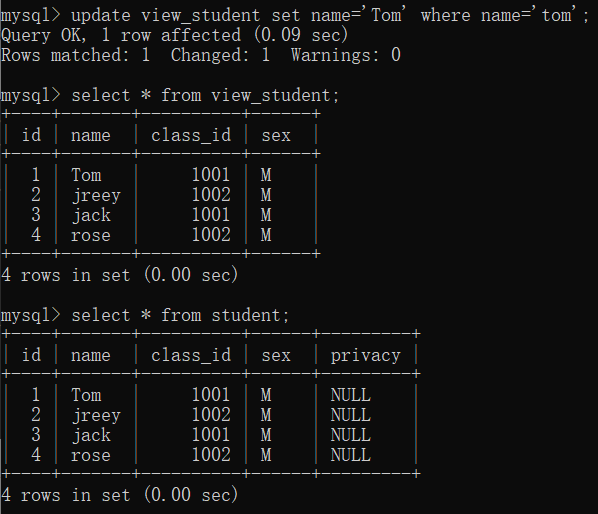 mysql> update view_student set name='Tom' where name='tom';
Query OK, 1 row affected (0.09 sec)
Rows matched: 1  Changed: 1  Warnings: 0
mysql> select * from view_student;
+----+-------+----------+------+
| id | name  | class_id | sex  |
+----+-------+----------+------+
|  1 | Tom   |     1001 | M    |
|  2 | jreey |     1002 | M    |
|  3 | jack  |     1001 | M    |
|  4 | rose  |     1002 | M    |
+----+-------+----------+------+
4 rows in set (0.00 sec)
mysql> select * from student;
+----+-------+----------+------+---------+
| id | name  | class_id | sex  | privacy |
+----+-------+----------+------+---------+
|  1 | Tom   |     1001 | M    | NULL    |
|  2 | jreey |     1002 | M    | NULL    |
|  3 | jack  |     1001 | M    | NULL    |
|  4 | rose  |     1002 | M    | NULL    |
+----+-------+----------+------+---------+
4 rows in set (0.00 sec)